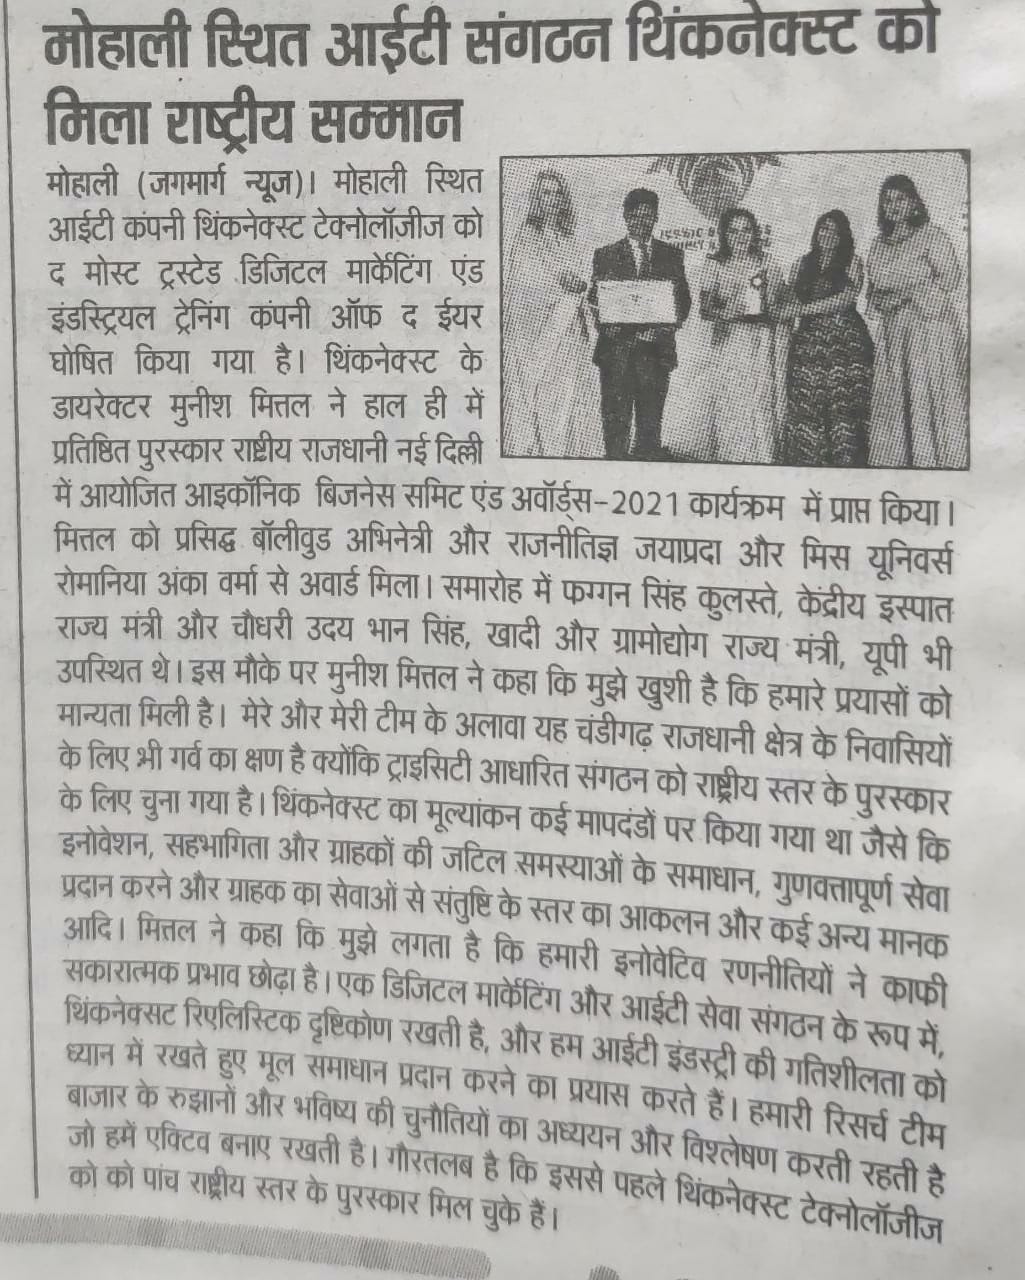 मोहाली स्थित आईटी संगठन थिंकनेक्स्ट को
मिला राष्ट्रीय सम्मान
मोहाली (जगमार्ग न्यूज)। मोहाली स्थित
आईटी कंपनी थिंकनेक्स्ट टेक्नोलॉज़ीज को
द मोस्ट ट्रस्टेड डिजिटल मार्केटिंग एंड
इंडस्ट्रियल ट्रेनिंग कंपनी ऑफ द ईयर
घोषित किया गया है। थिंकनेक्स्ट के
डायरेक्टर मुनीश मित्तल ने हाल ही में
प्रतिष्ठित पुरस्कार राष्टीय राजधानी नई दिल्ली
में आयोजित आइकॉनिक बिजनेस समिट एंड अवॉर्ड्स-2021 कार्यक्रम में प्राप्त किया।
मित्तल को प्रसिद्ध बॉलीवुड अभिनेत्री और राजनीतिज्ञ जयाप्रदा और मिस यूनिवर्स
रोमानिया अंका वर्मा से अवार्ड मिला। समारोह में फग्गन सिंह कुलस्ते, केंद्रीय इस्पात
राज्य मंत्री और चौधरी उदय भान सिंह, खादी और ग्रामोद्योग राज्य मंत्री, यूपी भी
उपस्थित थे। इस मौके पर मुनीश मित्तल ने कहा कि मुझे खुशी है कि हमारे प्रयासों को
मान्यता मिली है। मेरे और मेरी टीम के अलावा यह चंडीगढ़ राजधानी क्षेत्र के निवासियों
के लिए भी गर्व का क्षण है क्योंकि ट्राइसिटी आधारित संगठन को राष्ट्रीय स्तर के पुरस्कार
के लिए चुना गया है। थिंकनेक्स्ट का मूल्यांकन कई मापदंडों पर किया गया था जैसे कि
इनोवेशन, सहभागिता और ग्राहकों की जटिल समस्याओं के समाधान, गुणवत्तापूर्ण सेवा
प्रदान करने और ग्राहक का सेवाओं से संतुष्टि के स्तर का आकलन और कई अन्य मानक
आदि। मित्तल ने कहा कि मुझे लगता है कि हमारी इनोवेटिव रणनीतियों ने काफी
सकारात्मक प्रभाव छोढ़ा है। एक डिजिटल मार्केटिंग और आईटी सेवा संगठन के रूप में,
थिंकनेक्सट रिएलिस्टिक दृष्टिकोण रखती है, और हम आईटी इंडस्ट्री की गतिशीलता को
ध्यान में रखते हुए मूल समाधान प्रदान करने का प्रयास करते हैं। हमारी रिसर्च टीम
बाजार के रुझानों और भविष्य की चुनौतियों का अध्ययन और विश्लेषण करती रहती है
जो हमें एक्टिव बनाए रखती है। गौरतलब है कि इससे पहले थिंकनेक्स्ट टेक्नोलॉजीज
को को पांच राष्ट्रीय स्तर के पुरस्कार मिल चुके हैं।